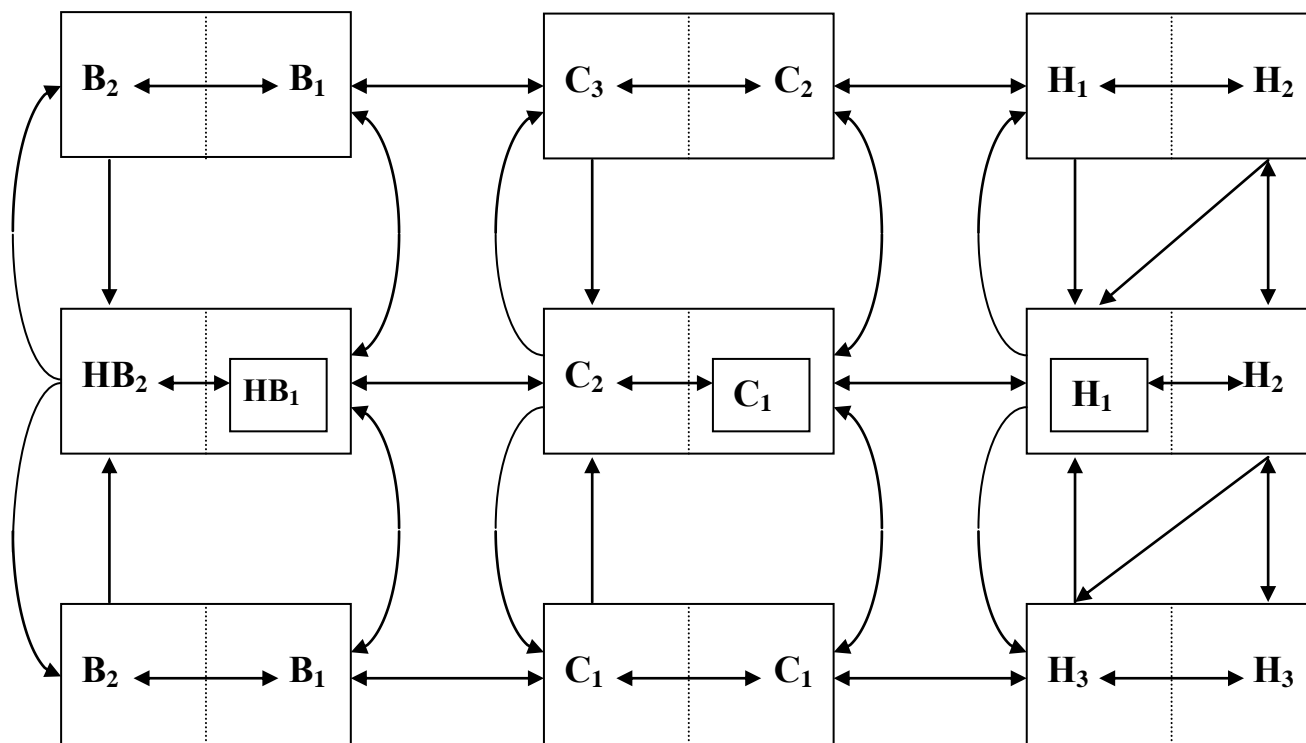 B₂ B₁ C₃ C₂ H₁ H₂
HB₂ HB₁ C₂ C₁ H₁ H₂
B₂ B₁ C₁ C₁ H₃ H₃